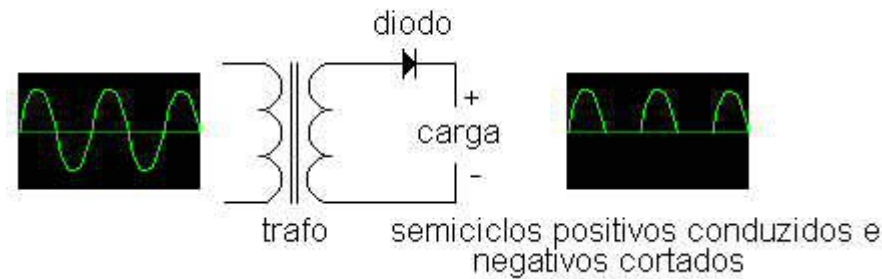 diodo
+
carga
-
trafo
semiciclos positivos conduzidos e
negativos cortados